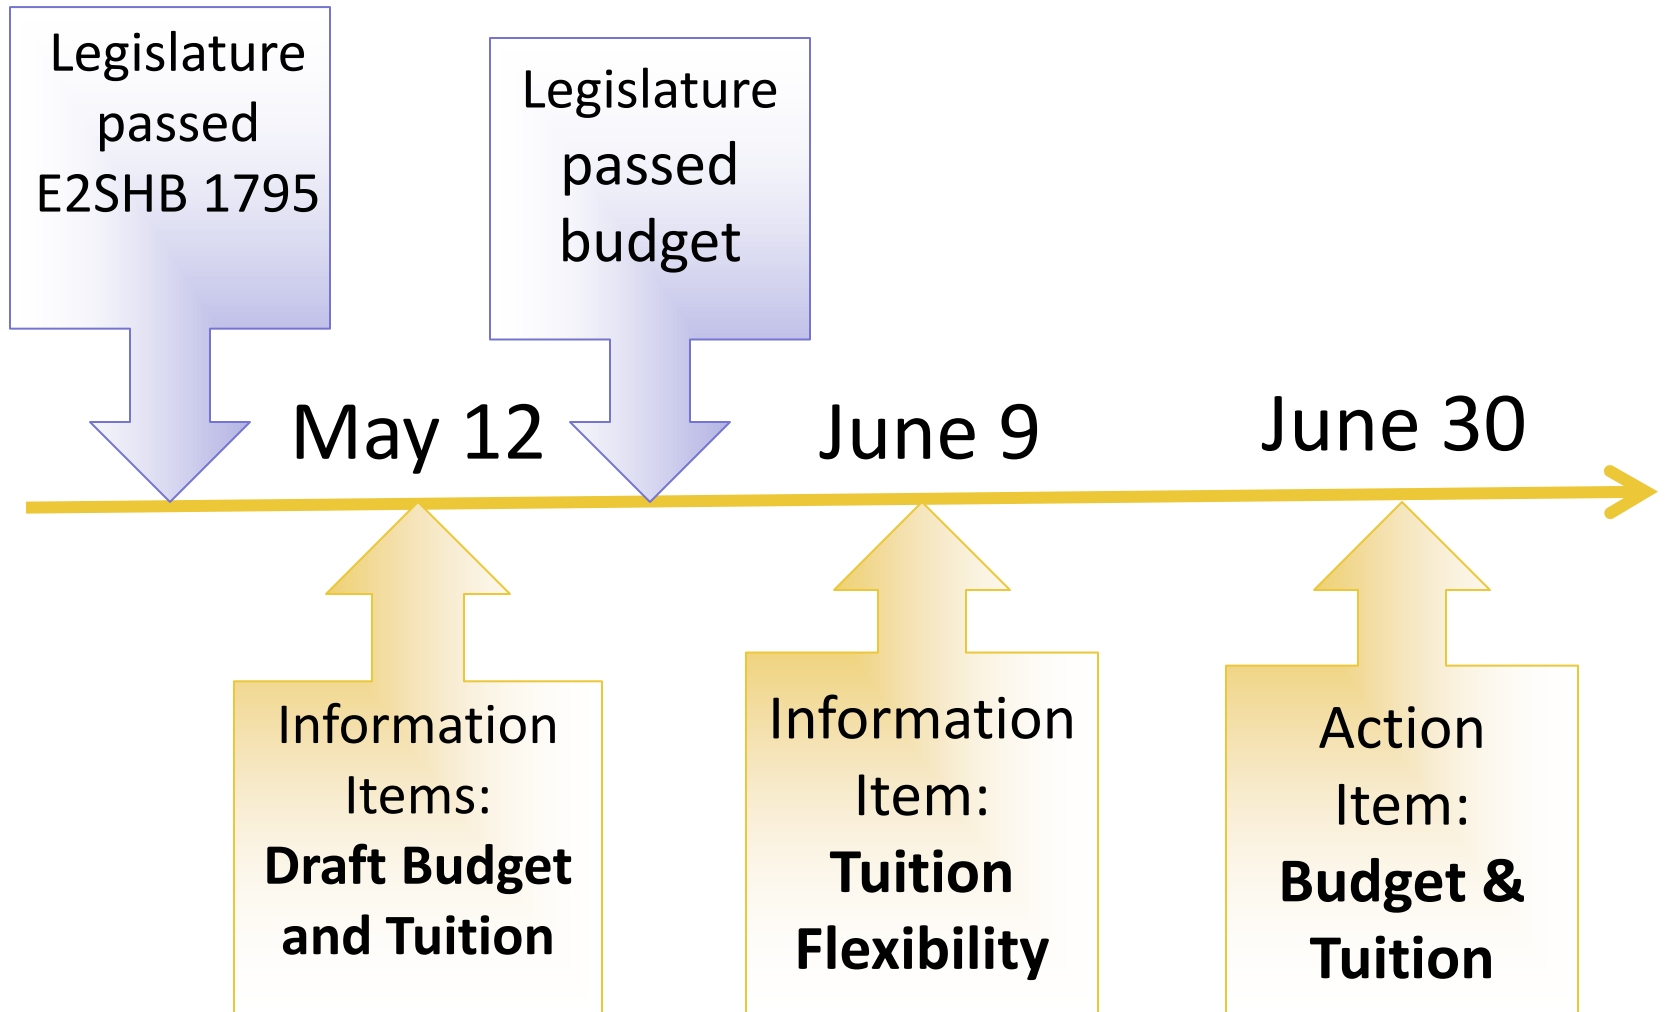 Legislature
passed
E2SHB 1795
Legislature
passed
budget
May 12
June 9
June 30
Information
Items:
Draft Budget
and Tuition
Information
Item:
Tuition
Flexibility
Action
Item:
Budget &
Tuition